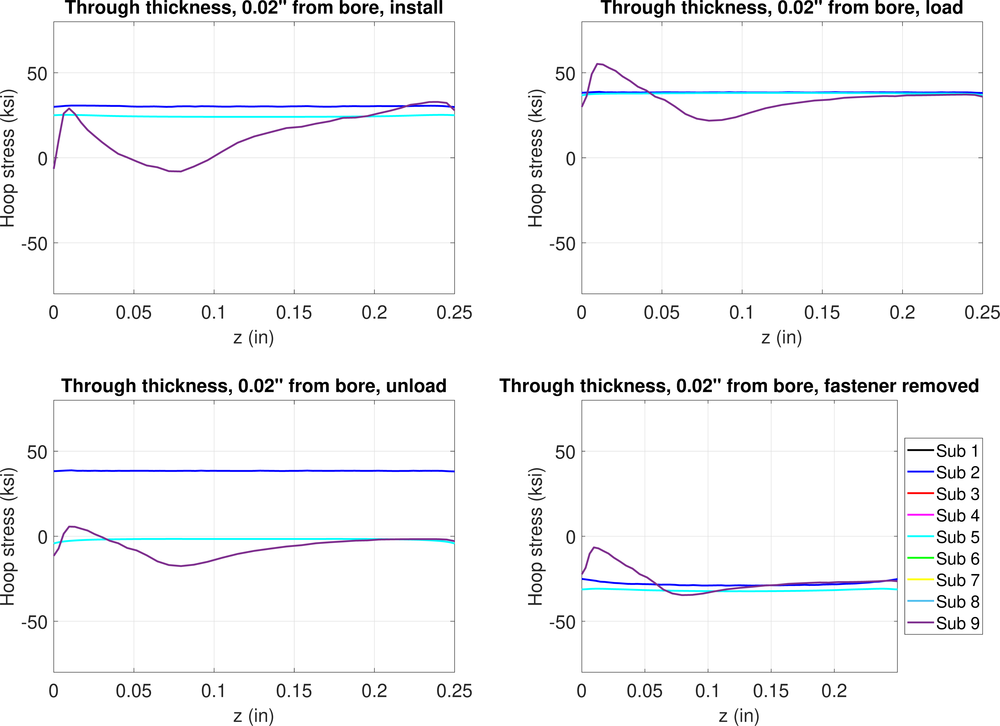 Through thickness, 0.02" from bore, install
Hoop stress (ksi)
50
0
-50
0 0.05 0.1 0.15 0.2 0.25
z (in)
Through thickness, 0.02" from bore, load
Hoop stress (ksi)
50
0
-50
0 0.05 0.1 0.15 0.2 0.25
z (in)
Through thickness, 0.02" from bore, unload
Hoop stress (ksi)
50
0
-50
0 0.05 0.1 0.15 0.2 0.25
z (in)
Through thickness, 0.02" from bore, fastener removed
Hoop stress (ksi)
50
0
-50
0 0.05 0.1 0.15 0.2
z (in)
Sub 1
Sub 2
Sub 3
Sub 4
Sub 5
Sub 6
Sub 7
Sub 8
Sub 9